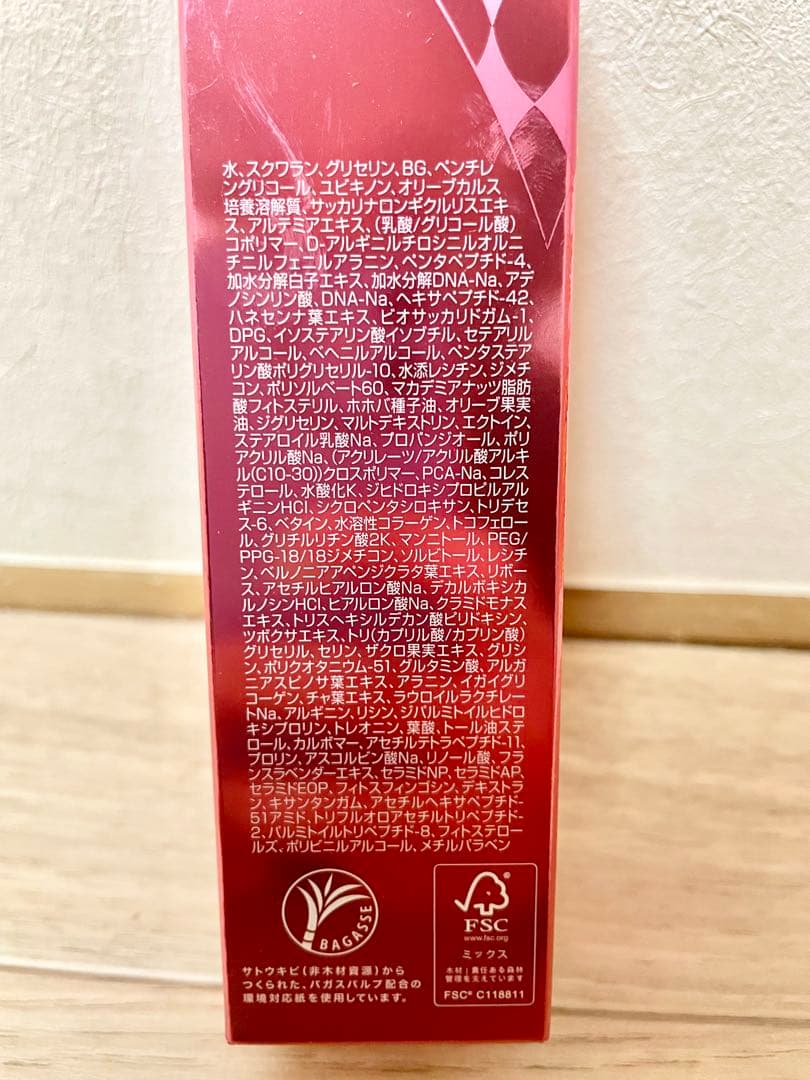 水、スクワラン、グリセリン、BG、ペンチレ
ングリコール、ユビキノン、オリーブカルス
培養溶解質、サッカリナロンギクルリスエキ
ス、アルテミアエキス、(乳酸/グリコール酸)
コポリマー、D-アルギニルチロシニルオルニ
チニルフェニルアラニン、ペンタペプチド-4、
加水分解白子エキス、加水分解DNA-Na、アデ
ノシンリン酸、DNA-Na、ヘキサペプチド-42、
ハネセンナ葉エキス、ビオサッカリドガム-1、
DPG、イソステアリン酸イソブチル、セテアリル
アルコール、ベヘニルアルコール、ペンタステア
リン酸ポリグリセリル-10、水添レシチン、ジメチ
コン、ポリソルベート60、マカデミアナッツ脂肪
酸フィトステリル、ホホバ種子油、オリーブ果実
油、ジグリセリン、マルトデキストリン、エクトイン、
ステアロイル乳酸Na、プロパンジオール、ポリ
アクリル酸Na、(アクリレーツ/アクリル酸アルキ
ル(C10-30))クロスポリマー、PCA-Na、コレス
テロール、水酸化K、ジヒドロキシプロピルアル
ギニンHCl、シクロペンタシロキサン、トリデセ
ス-6、ベタイン、水溶性コラーゲン、トコフェロー
ル、グリチルリチン酸2K、マンニトール、PEG/
PPG-18/18ジメチコン、ソルビトール、レシチ
ン、ベルノニアアペンジクラタ葉エキス、リボー
ス、アセチルヒアルロン酸Na、デカルボキシカ
ルノシンHCl、ヒアルロン酸Na、クラミドモナス
エキス、トリスヘキシルデカン酸ピリドキシン、
ツボクサエキス、トリ(カプリル酸/カプリン酸)
グリセリル、セリン、ザクロ果実エキス、グリシ
ン、ポリクオタニウム-51、グルタミン酸、アルガ
ニアスピノサ葉エキス、アラニン、イガイグリ
コーゲン、チャ葉エキス、ラウロイルラクチレー
トNa、アルギニン、リシン、ジパルミトイルヒドロ
キシプロリン、トレオニン、葉酸、トール油ステ
ロール、カルボマー、アセチルテトラペプチド-11、
プロリン、アスコルビン酸Na、リノール酸、フラ
ンスラベンダーエキス、セラミドNP、セラミドAP、
セラミドEOP、フィトスフィンゴシン、デキストラ
ン、キサンタンガム、アセチルヘキサペプチド-
51アミド、トリフルオロアセチルトリペプチド-
2、パルミトイルトリペプチド-8、フィトステロー
ルズ、ポリビニルアルコール、メチルパラベン
BAGASSE
サトウキビ(非木材資源)から
つくられた、バガスパルプ配合の
環境対応紙を使用しています。
FSC®
www.fsc.org
ミックス
木材|責任ある森林
管理を支えています
FSC® C118811